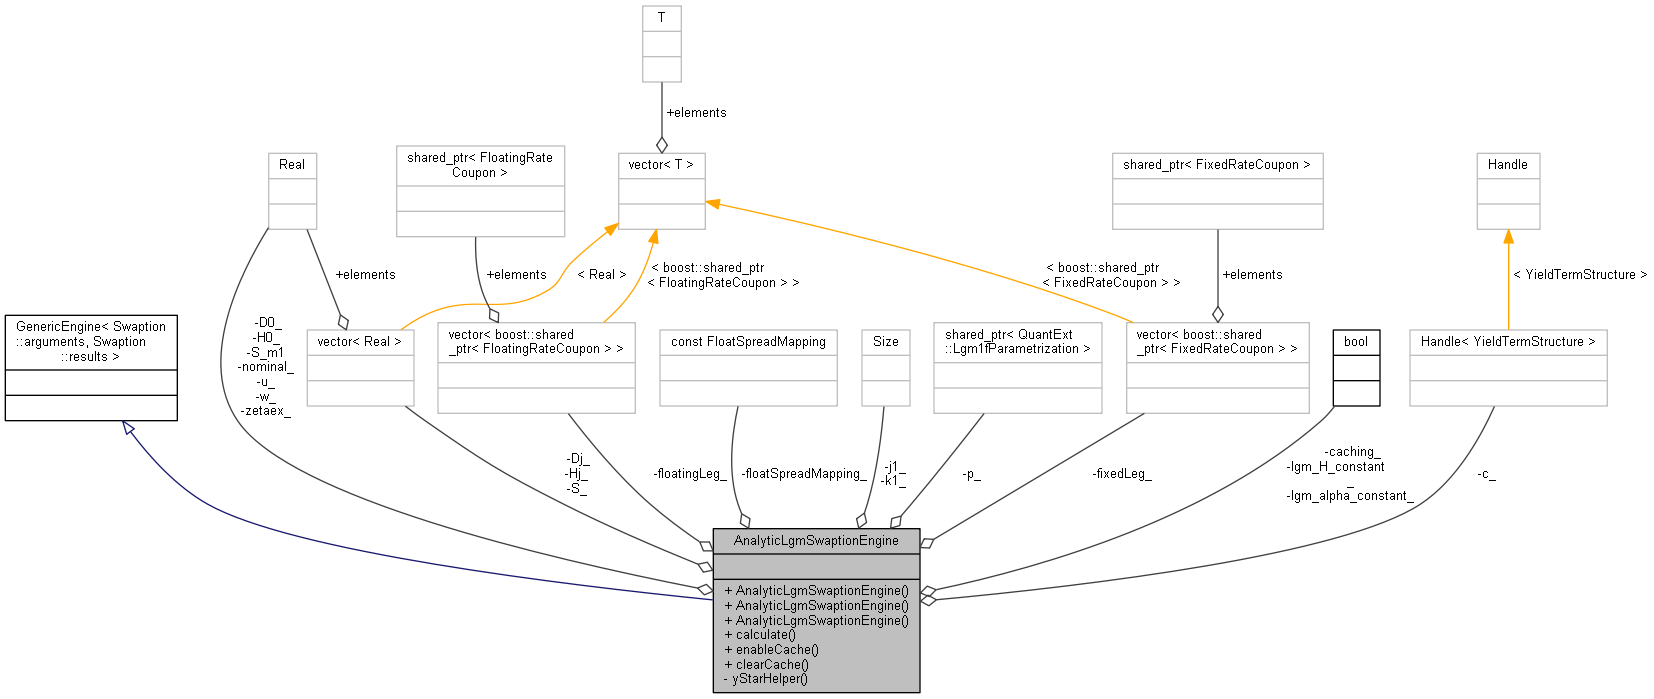 T
+elements
Real
shared_ptr< FloatingRate
Coupon >
vector< T >
shared_ptr< FixedRateCoupon >
Handle
+elements
+elements
< Real >
< boost::shared_ptr
< FloatingRateCoupon > >
< boost::shared_ptr
< FixedRateCoupon > >
+elements
< YieldTermStructure >
GenericEngine< Swaption
::arguments, Swaption
::results >
-D0_
-H0_
-S_m1
-nominal_
-u_
-w_
-zetaex_
vector< Real >
vector< boost::shared
_ptr< FloatingRateCoupon > >
const FloatSpreadMapping
Size
shared_ptr< QuantExt
::Lgm1fParametrization >
vector< boost::shared
_ptr< FixedRateCoupon > >
bool
Handle< YieldTermStructure >
-Dj_
-Hj_
-S_
-floatingLeg_
-floatSpreadMapping_
-j1_
-k1_
-p_
-fixedLeg_
-caching_
-lgm_H_constant
_
-lgm_alpha_constant_
-c_
AnalyticLgmSwaptionEngine
+ AnalyticLgmSwaptionEngine()
+ AnalyticLgmSwaptionEngine()
+ AnalyticLgmSwaptionEngine()
+ calculate()
+ enableCache()
+ clearCache()
- yStarHelper()